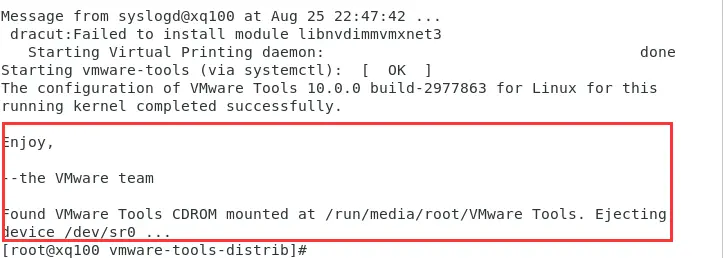 Message from syslogd@xq100 at Aug 25 22:47:42 ...
 dracut:Failed to install module libnvdimmvmxnet3
   Starting Virtual Printing daemon:                                       done
Starting vmware-tools (via systemctl):  [  OK  ]
The configuration of VMware Tools 10.0.0 build-2977863 for Linux for this
running kernel completed successfully.
Enjoy,
--the VMware team
Found VMware Tools CDROM mounted at /run/media/root/VMware Tools. Ejecting
device /dev/sr0 ...
[root@xq100 vmware-tools-distrib]#